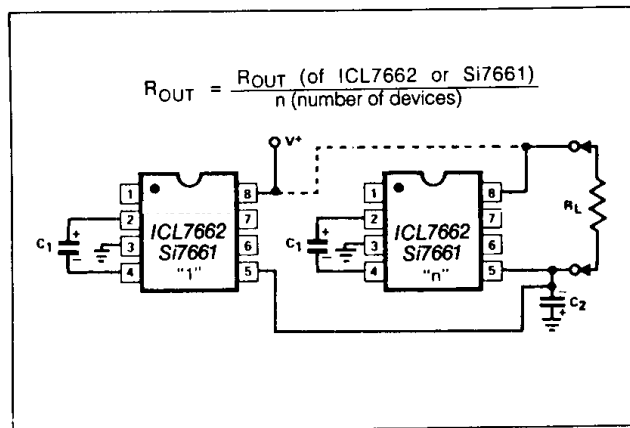 ROUT = ROUT (of ICL7662 or Si7661)
n (number of devices)
V+
1
2
3
4
8
7
6
5
ICL7662
Si7661
"1"
C1
+
−
1
2
3
4
8
7
6
5
ICL7662
Si7661
"n"
C1
+
−
RL
−
C2
+